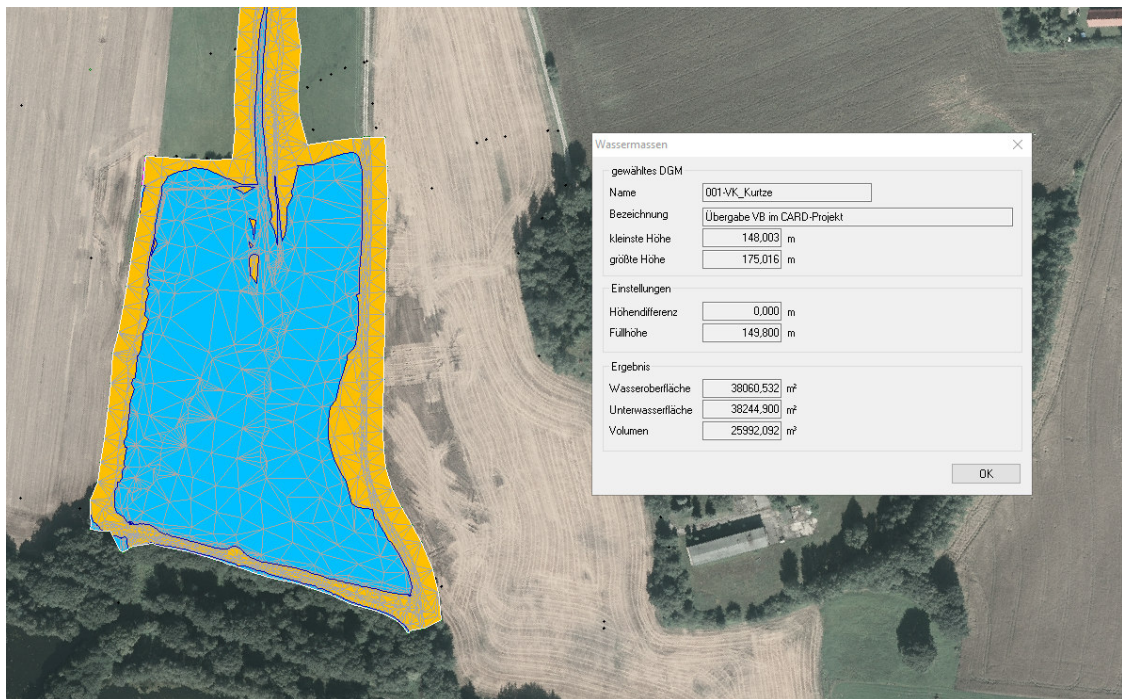 Wassermassen
gewähltes DGM
Name 001-VK_Kurtze
Bezeichnung Übergabe VB im CARD-Projekt
kleinste Höhe 148,003 m
größte Höhe 175,016 m
Einstellungen
Höhendifferenz 0,000 m
Füllhöhe 149,800 m
Ergebnis
Wasseroberfläche 38060,532 m²
Unterwasserfläche 38244,900 m²
Volumen 25992,092 m³
OK